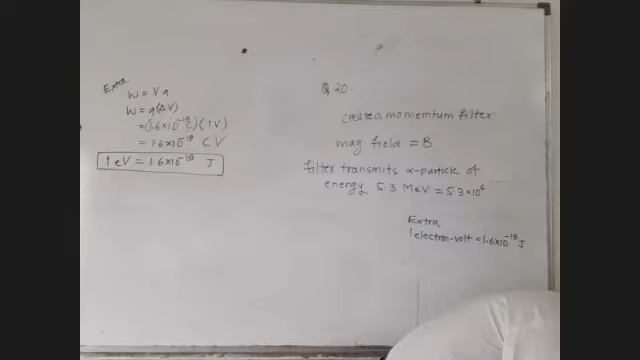 Extra
W = Vq
W = q(ΔV)
= (1.6×10⁻¹⁹ C)(1V)
= 1.6×10⁻¹⁹ CV
1 eV = 1.6×10⁻¹⁹ J
Q 20.
create a momentum filter
mag. field = B
filter transmits α-particle of
energy 5.3 MeV = 5.3×10⁶
Extra
1 electron-volt = 1.6×10⁻¹⁹ J